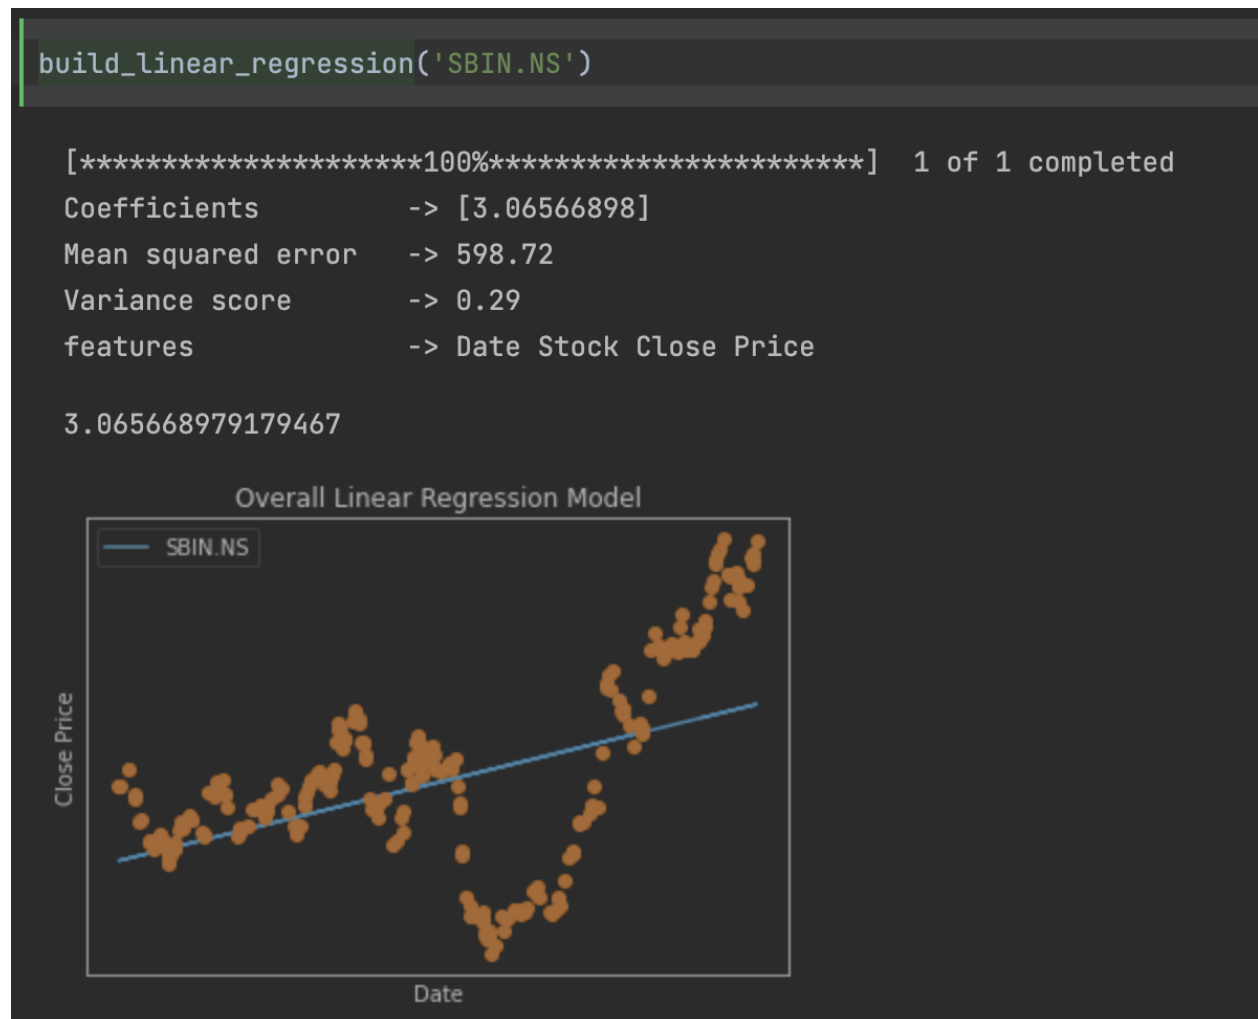 build_linear_regression('SBIN.NS')
[*********************100%***********************]  1 of 1 completed
Coefficients         -> [3.06566898]
Mean squared error   -> 598.72
Variance score       -> 0.29
features             -> Date Stock Close Price
3.065668979179467
Overall Linear Regression Model
SBIN.NS
Close Price
Date